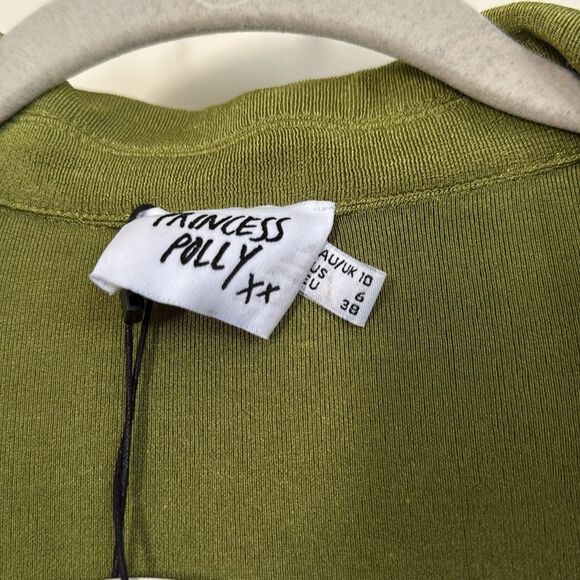 PRINCESS
POLLY
XX
AU/UK 10
US 6
EU 38